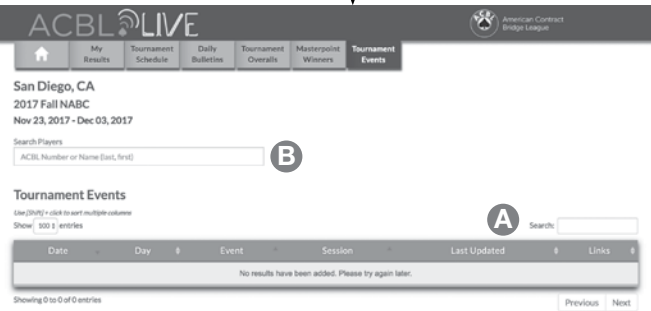 ACBL LIVE
American Contract
Bridge League
My
Results
Tournament
Schedule
Daily
Bulletins
Tournament
Overalls
Masterpoint
Winners
Tournament
Events
San Diego, CA
2017 Fall NABC
Nov 23, 2017 - Dec 03, 2017
Search Players
ACBL Number or Name (last, first)
B
Tournament Events
Use [Shift] + click to sort multiple columns
Show 100 entries
A
Search:
Date Day Event Session Last Updated Links
No results have been added. Please try again later.
Showing 0 to 0 of 0 entries
Previous Next